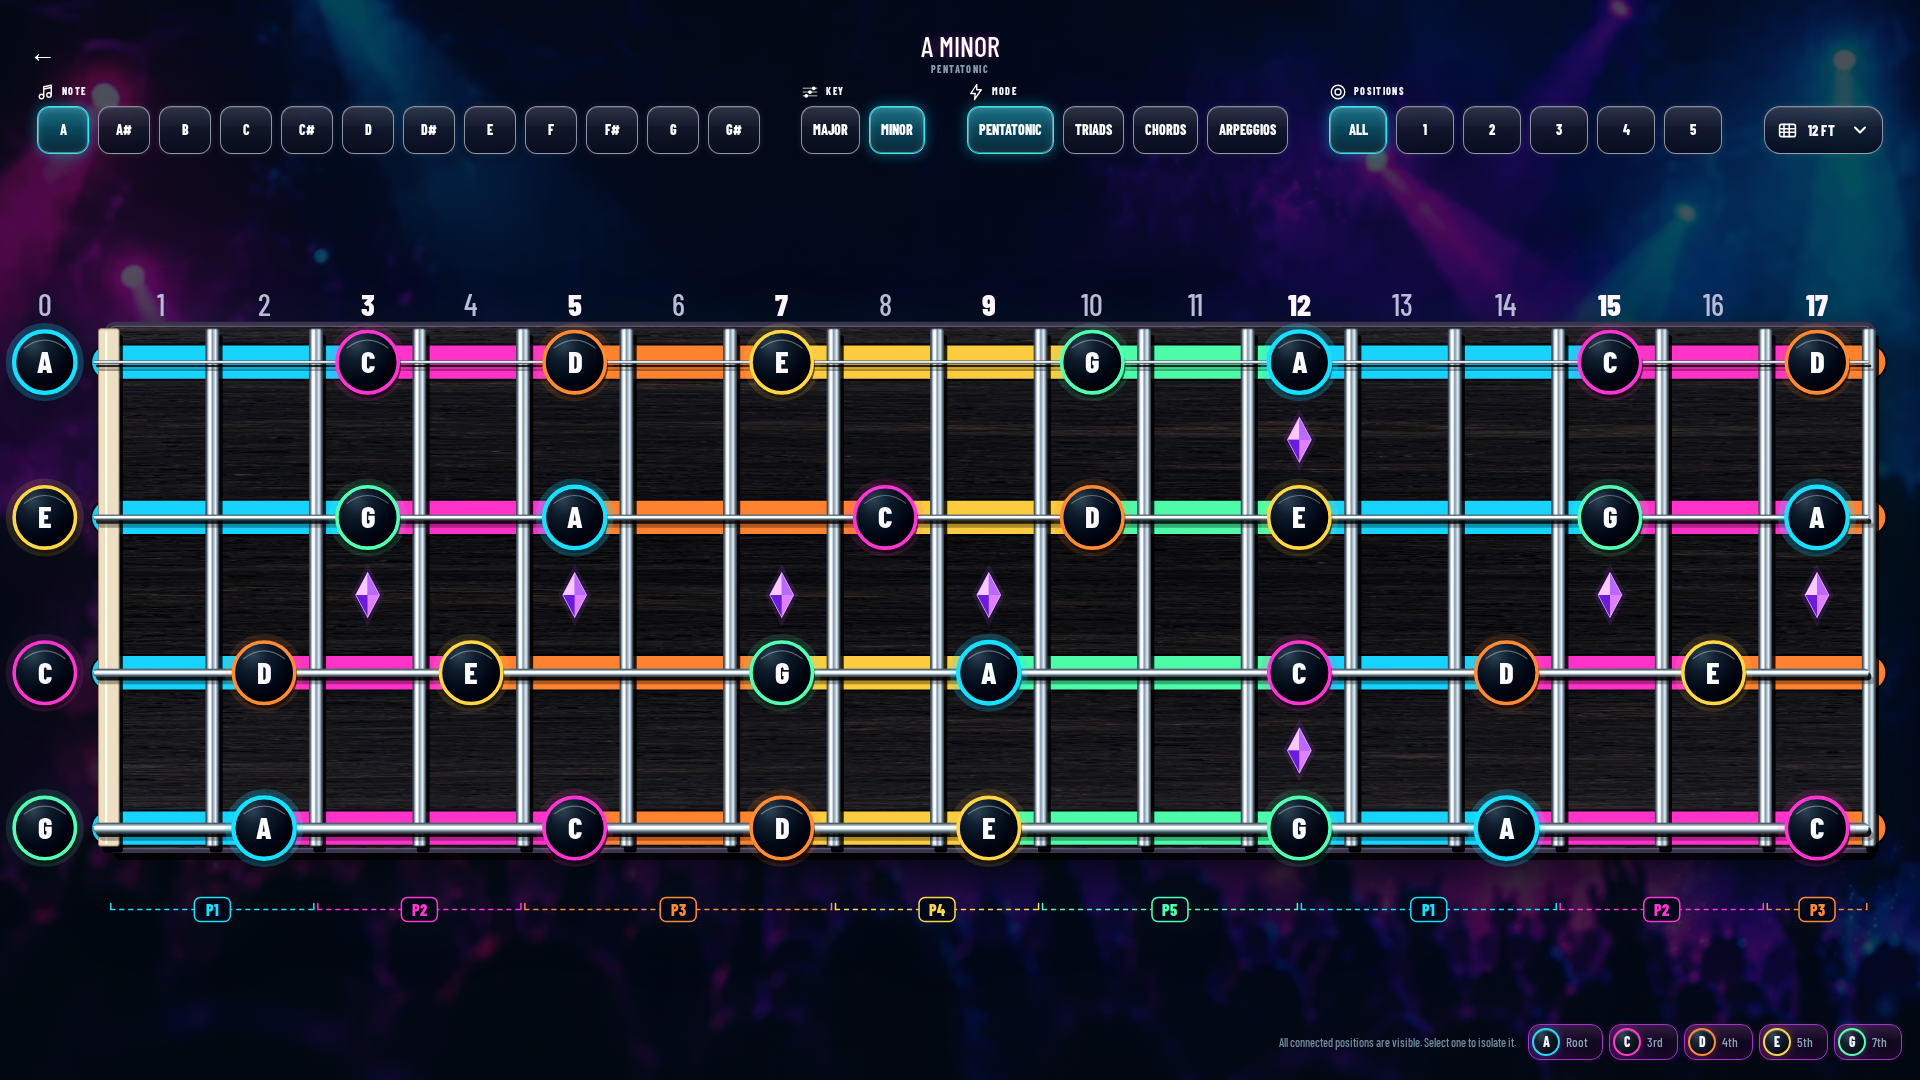 ←
A MINOR
PENTATONIC
NOTE
A A# B C C# D D# E F F# G G#
KEY
MAJOR MINOR
MODE
PENTATONIC TRIADS CHORDS ARPEGGIOS
POSITIONS
ALL 1 2 3 4 5
12 FT
0 1 2 3 4 5 6 7 8 9 10 11 12 13 14 15 16 17
A C D E G A C D
E G A C D E G A
C D E G A C D E
G A C D E G A C
P1 P2 P3 P4 P5 P1 P2 P3
All connected positions are visible. Select one to isolate it.
A Root C 3rd D 4th E 5th G 7th